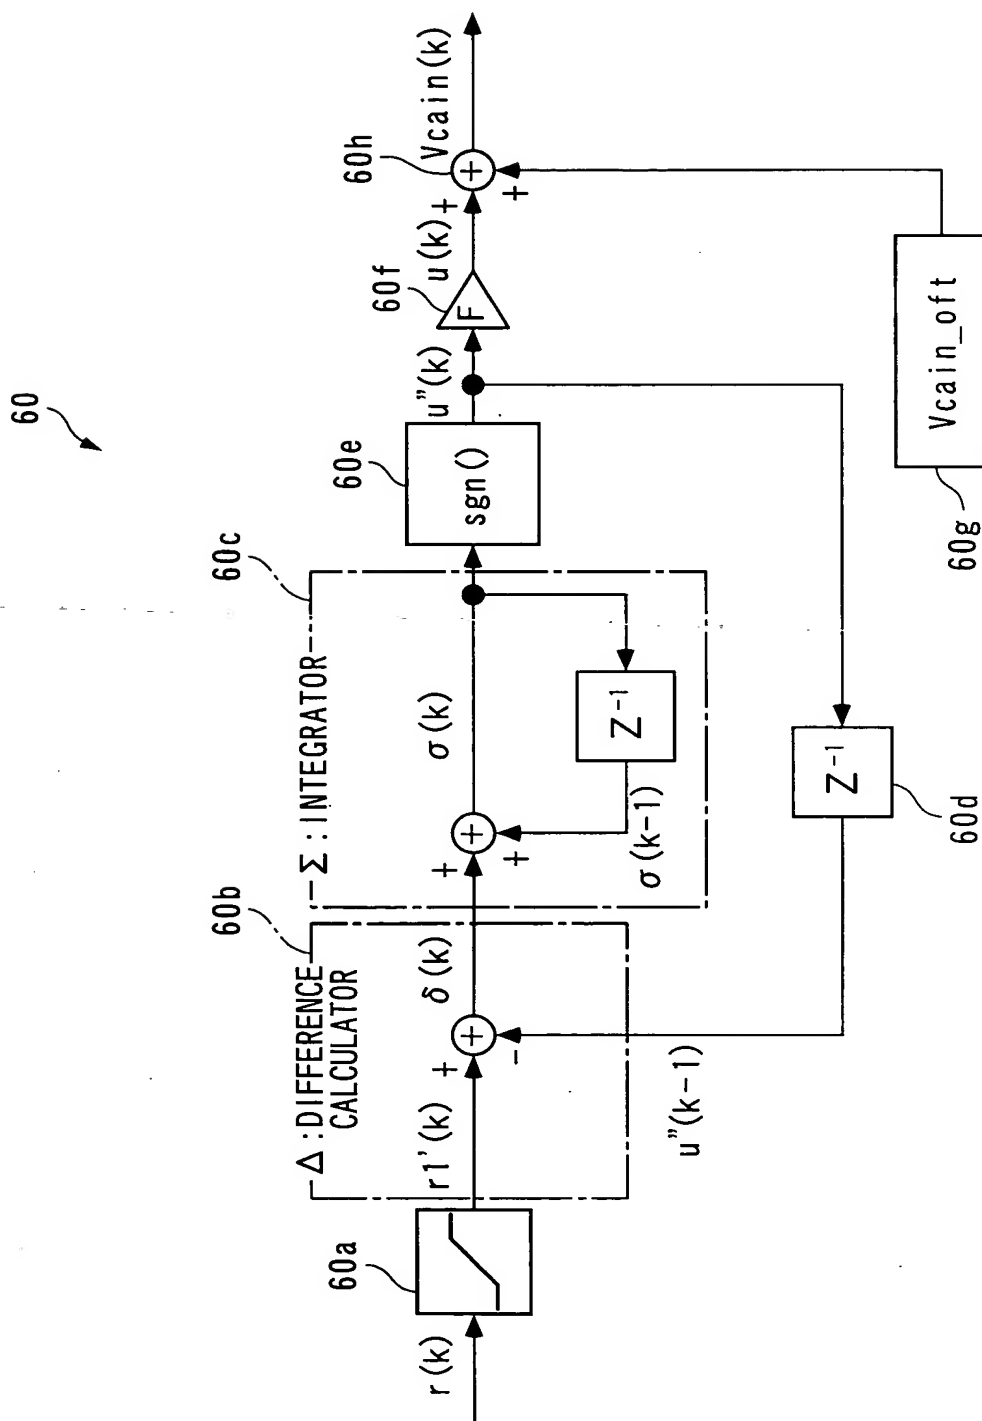 60
r(k)
60a
r1'(k)
+
-
Δ:DIFFERENCE
CALCULATOR
60b
δ(k)
u"(k-1)
+
+
Σ:INTEGRATOR
60c
σ(k)
σ(k-1)
Z⁻¹
sgn()
60e
u"(k)
Z⁻¹
60d
F
60f
u(k)
+
+
60h
Vcain(k)
Vcain_oft
60g